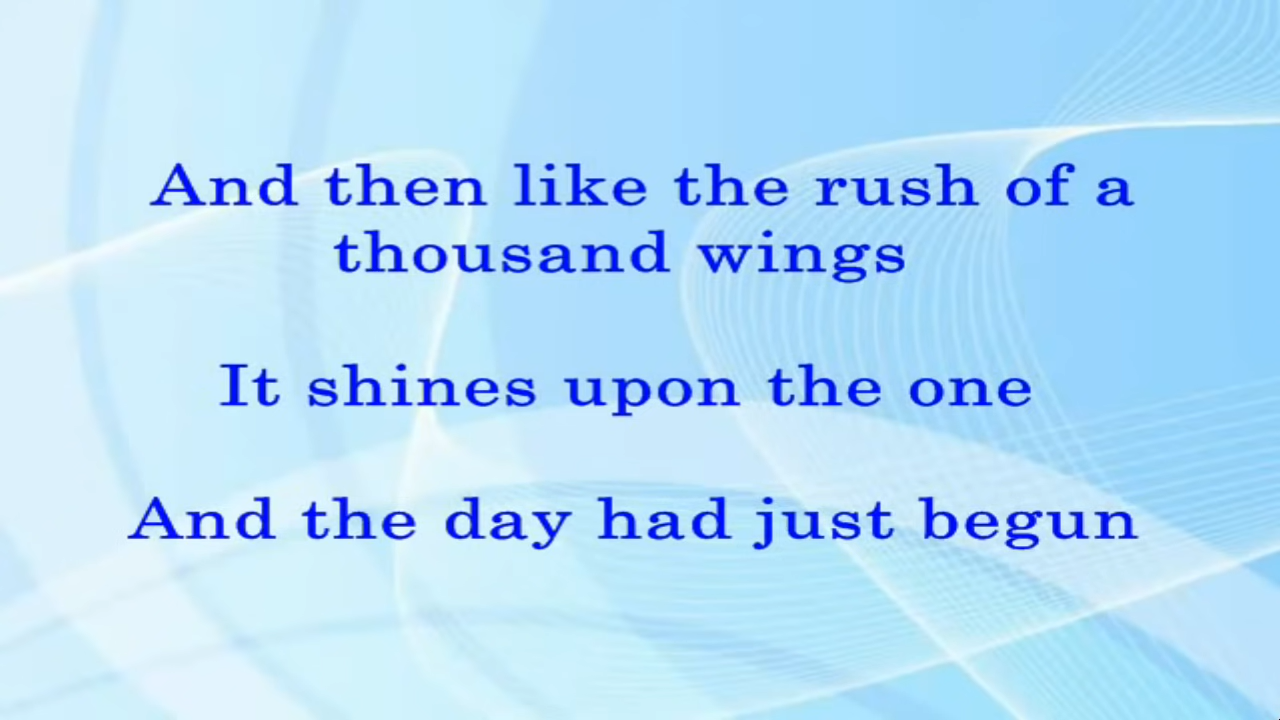 And then like the rush of a
thousand wings
It shines upon the one
And the day had just begun